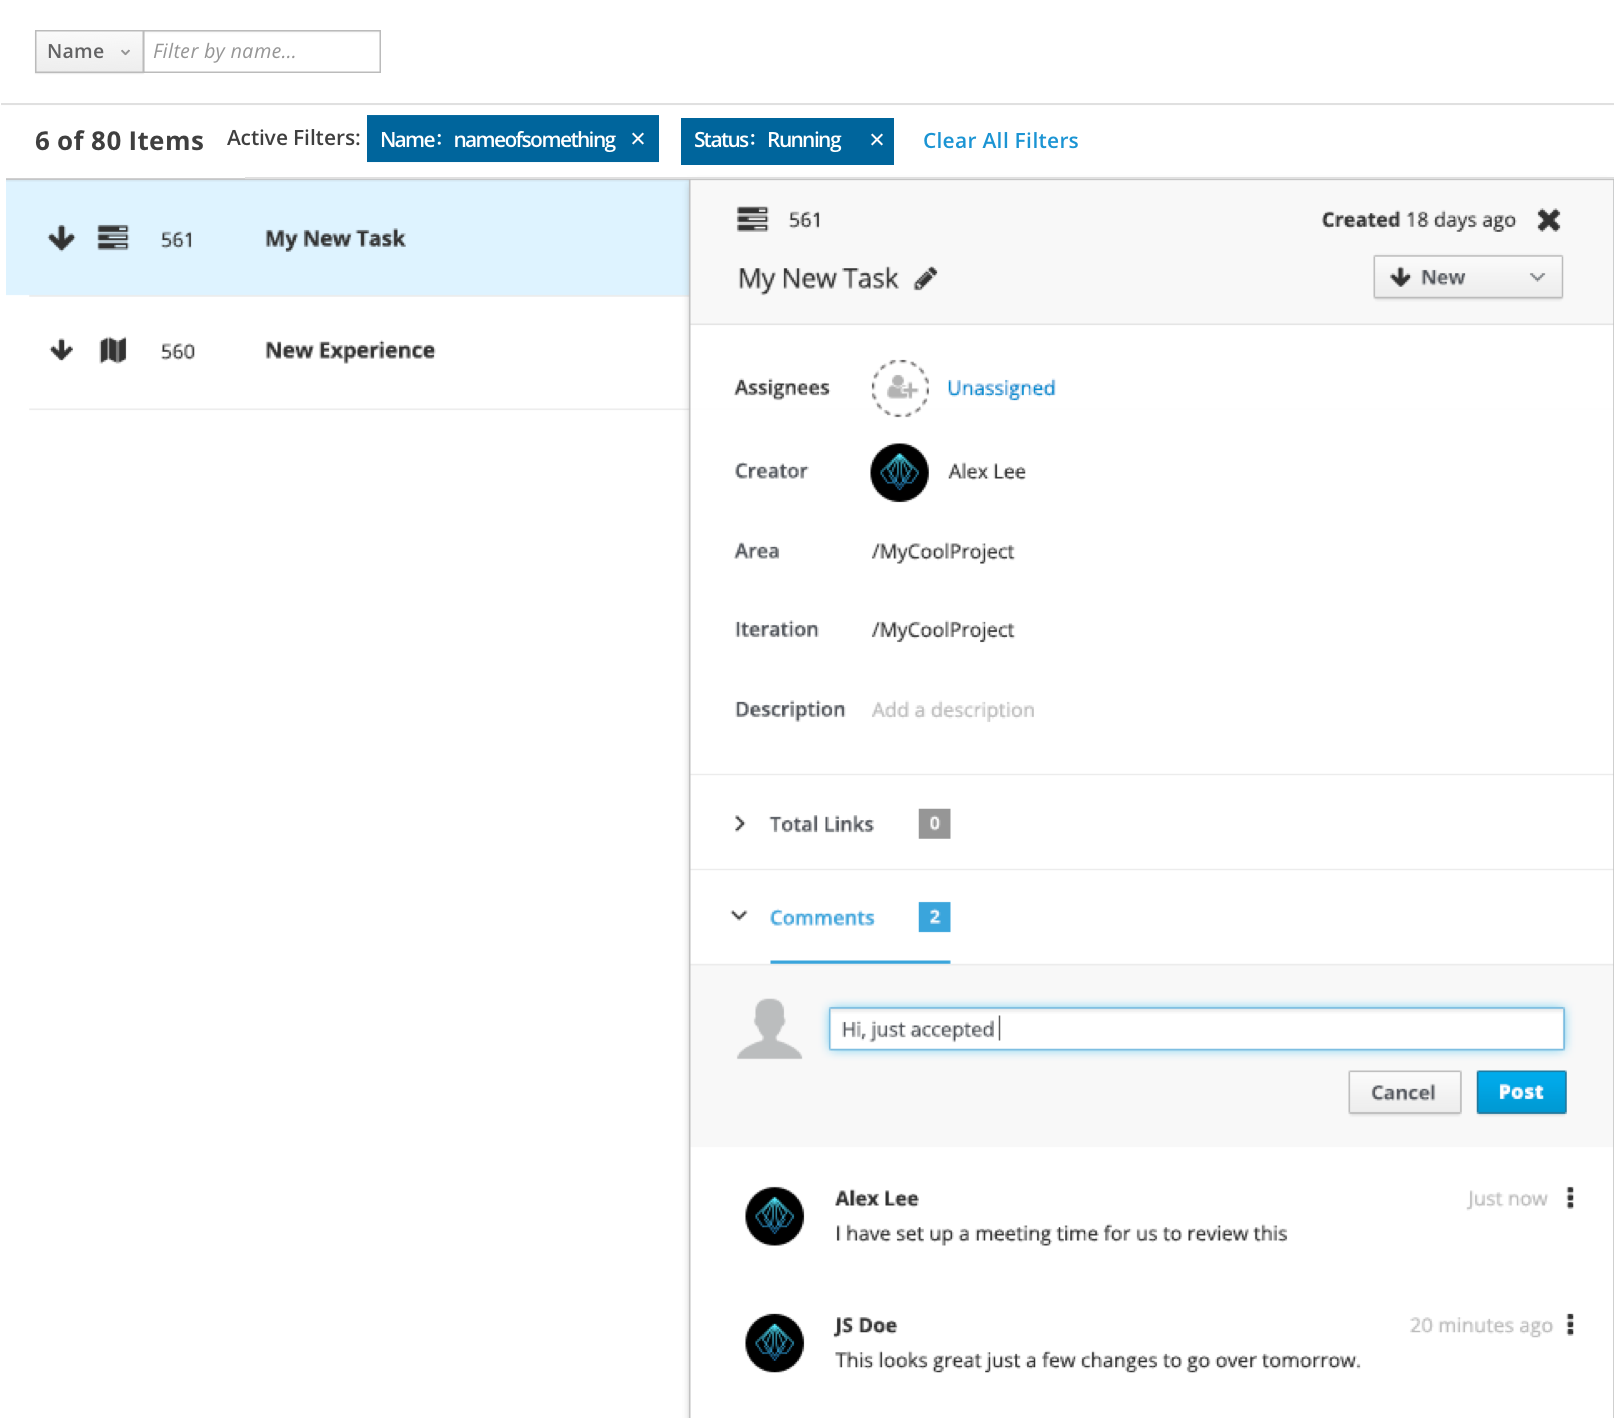 Name Filter by name...
6 of 80 Items Active Filters: Name: nameofsomething × Status: Running × Clear All Filters
561 My New Task
560 New Experience
561 Created 18 days ago
My New Task New
Assignees Unassigned
Creator Alex Lee
Area /MyCoolProject
Iteration /MyCoolProject
Description Add a description
Total Links 0
Comments 2
Hi, just accepted
Cancel Post
Alex Lee Just now
I have set up a meeting time for us to review this
JS Doe 20 minutes ago
This looks great just a few changes to go over tomorrow.